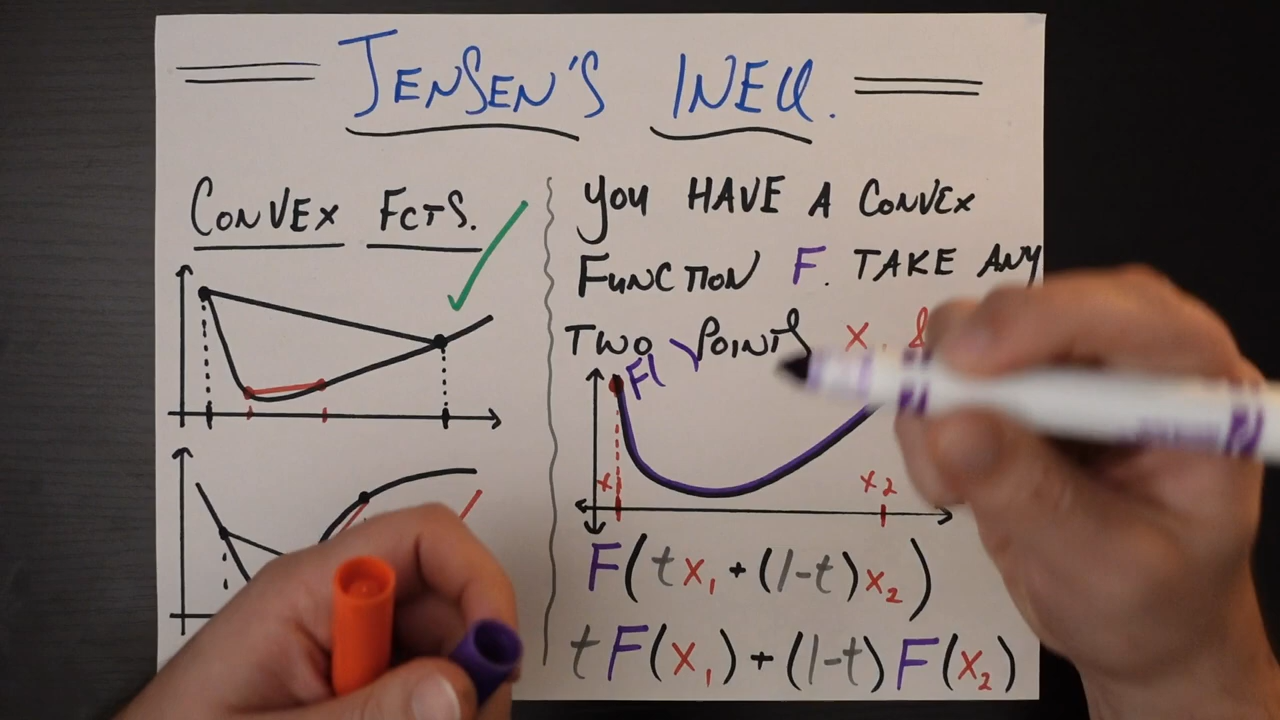 JENSEN'S INEQ.
CONVEX FCTS.
YOU HAVE A CONVEX
FUNCTION F. TAKE ANY
TWO POINTS X,
F(
X
X2
F(tX1+(1-t)X2)
tF(X1)+(1-t)F(X2)